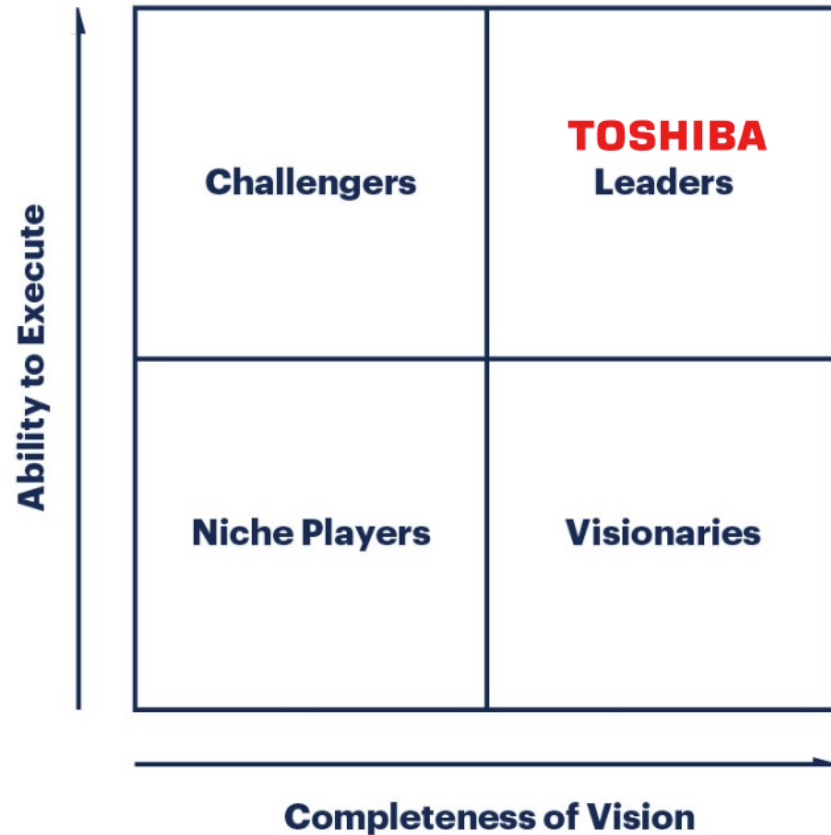 TOSHIBA
Challengers
Leaders
Ability to Execute
Niche Players
Visionaries
Completeness of Vision